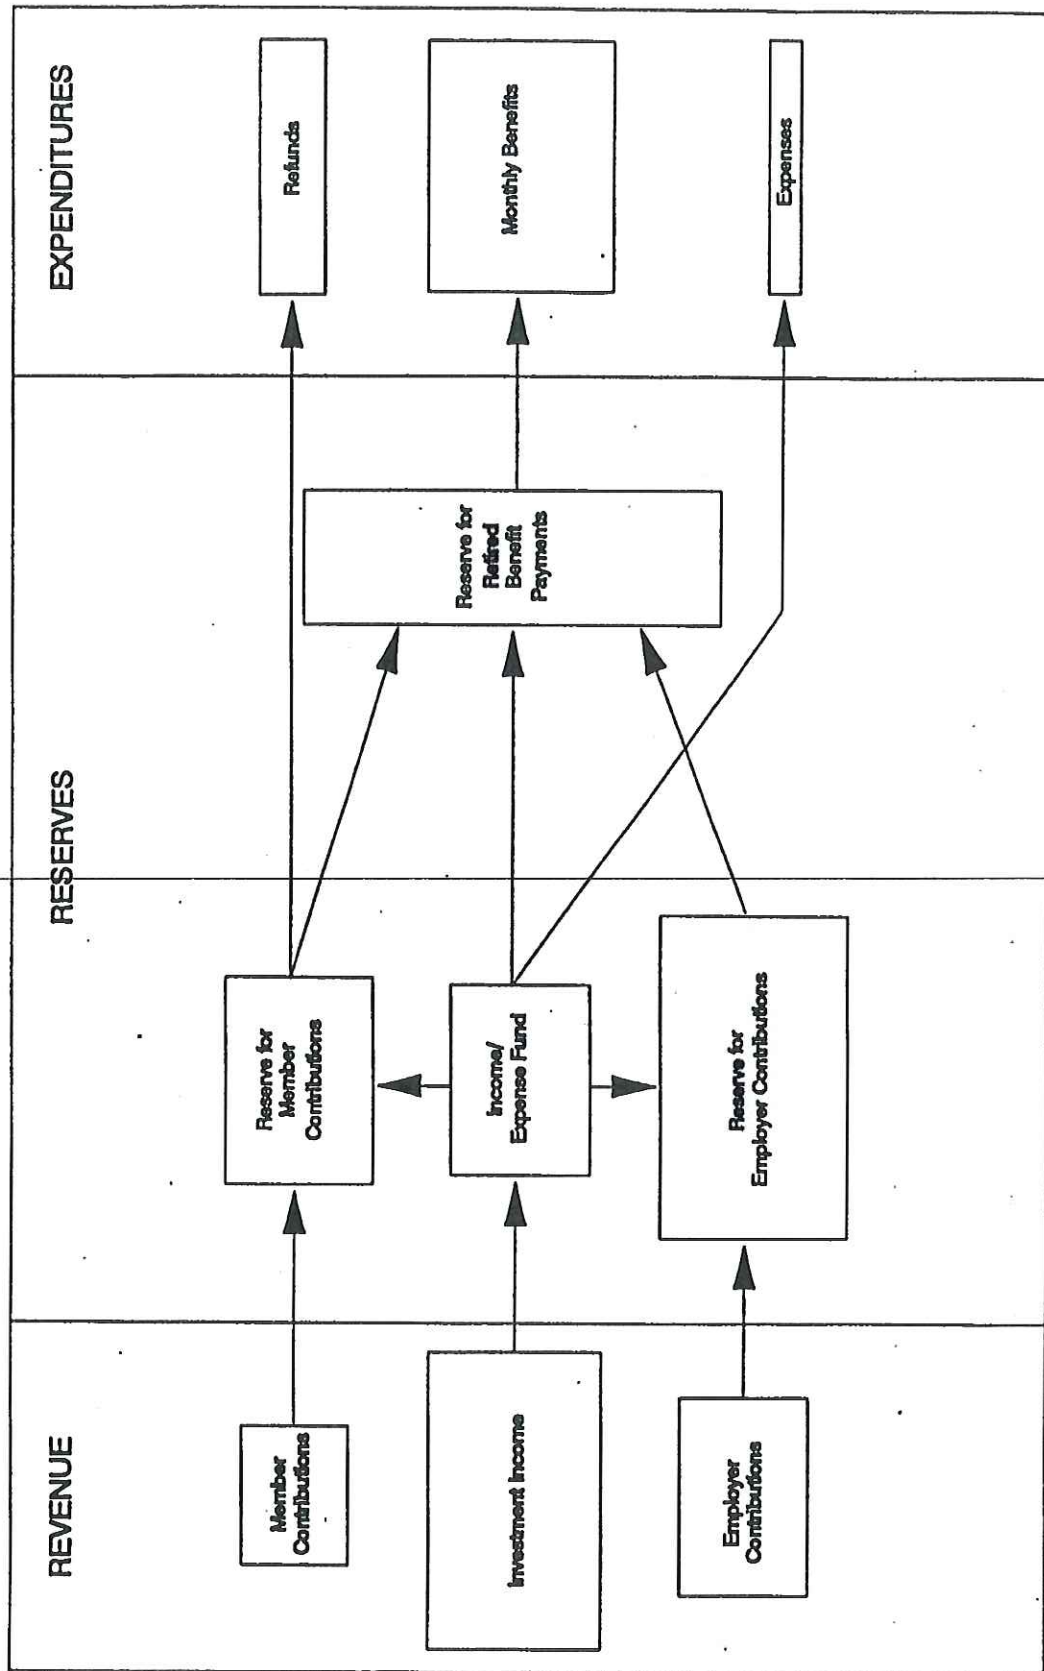 REVENUE
RESERVES
EXPENDITURES
Member
Contributions
Reserve for
Member
Contributions
Refunds
Investment Income
Income/
Expense Fund
Reserve for
Retired
Benefit
Payments
Monthly Benefits
Employer
Contributions
Reserve for
Employer Contributions
Expenses